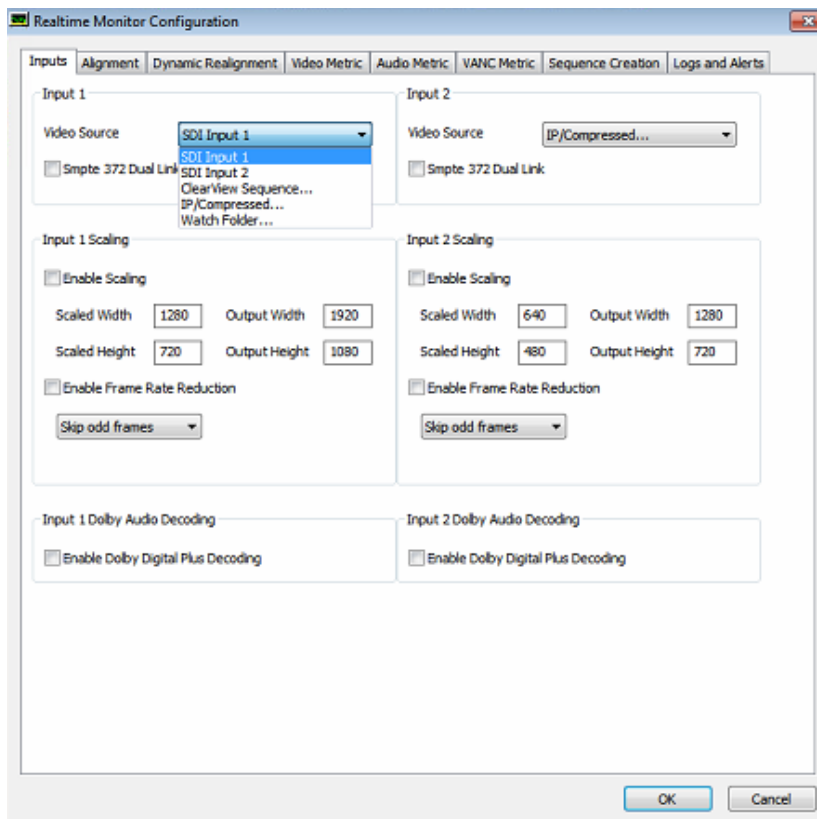 Realtime Monitor Configuration
Inputs Alignment Dynamic Realignment Video Metric Audio Metric VANC Metric Sequence Creation Logs and Alerts
Input 1
Video Source SDI Input 1
SDI Input 1
SDI Input 2
ClearView Sequence...
IP/Compressed...
Watch Folder...
Smpte 372 Dual Link
Input 2
Video Source IP/Compressed...
Smpte 372 Dual Link
Input 1 Scaling
Enable Scaling
Scaled Width 1280 Output Width 1920
Scaled Height 720 Output Height 1080
Enable Frame Rate Reduction
Skip odd frames
Input 2 Scaling
Enable Scaling
Scaled Width 640 Output Width 1280
Scaled Height 480 Output Height 720
Enable Frame Rate Reduction
Skip odd frames
Input 1 Dolby Audio Decoding
Enable Dolby Digital Plus Decoding
Input 2 Dolby Audio Decoding
Enable Dolby Digital Plus Decoding
OK Cancel